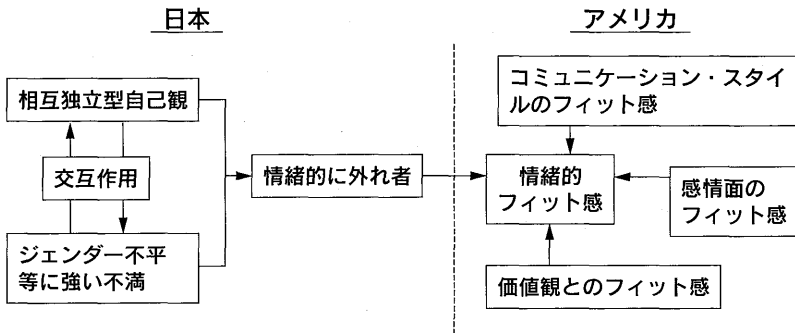 日本
アメリカ
相互独立型自己観
交互作用
ジェンダー不平
等に強い不満
情緒的に外れ者
コミュニケーション・スタイ
ルのフィット感
情緒的
フィット感
感情面の
フィット感
価値観とのフィット感